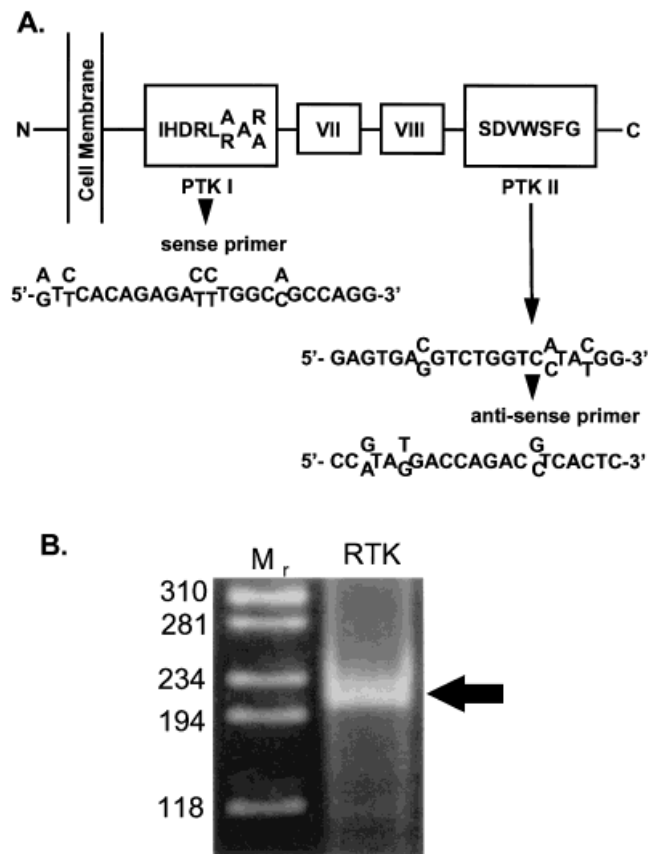 A.
Cell Membrane
N
IHDRL A/R A R/A
VII
VIII
SDVWSFG
C
PTK I
PTK II
sense primer
5'-A/G T C/T T CACAGAGA C/T C/T TGGC A/C GCCAGG-3'
5'- GAGTGA C/G GTCTGGTC A/C TA C/T GG-3'
anti-sense primer
5'- CC G/A TA T/G GACCAGAC G/C TCACTC-3'
B.
M r
RTK
310
281
234
194
118